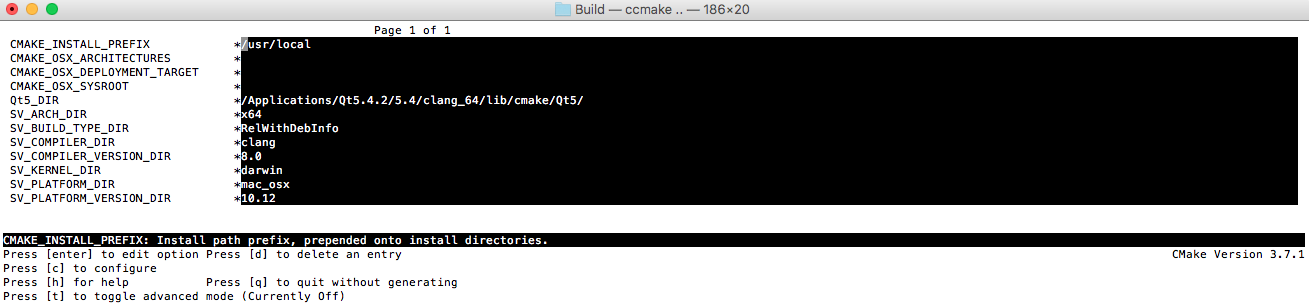 Build — ccmake .. — 186×20
Page 1 of 1
CMAKE_INSTALL_PREFIX */usr/local
CMAKE_OSX_ARCHITECTURES *
CMAKE_OSX_DEPLOYMENT_TARGET *
CMAKE_OSX_SYSROOT *
Qt5_DIR */Applications/Qt5.4.2/5.4/clang_64/lib/cmake/Qt5/
SV_ARCH_DIR *x64
SV_BUILD_TYPE_DIR *RelWithDebInfo
SV_COMPILER_DIR *clang
SV_COMPILER_VERSION_DIR *8.0
SV_KERNEL_DIR *darwin
SV_PLATFORM_DIR *mac_osx
SV_PLATFORM_VERSION_DIR *10.12
CMAKE_INSTALL_PREFIX: Install path prefix, prepended onto install directories.
Press [enter] to edit option Press [d] to delete an entry CMake Version 3.7.1
Press [c] to configure
Press [h] for help Press [q] to quit without generating
Press [t] to toggle advanced mode (Currently Off)